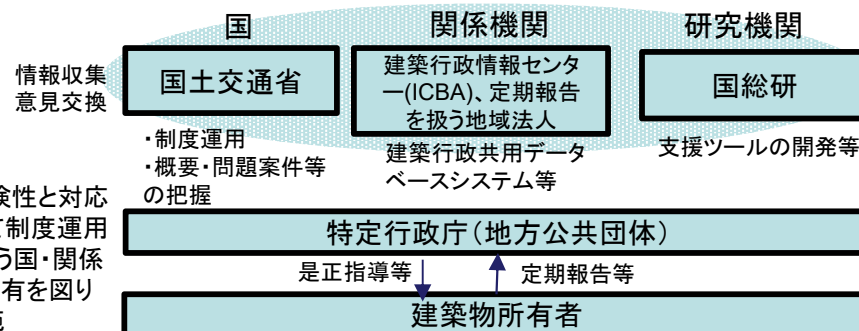 国
関係機関
研究機関
情報収集
意見交換
国土交通省
建築行政情報センタ
ー(ICBA)、定期報告
を扱う地域法人
国総研
・制度運用
・概要・問題案件等
の把握
建築行政共用データ
ベースシステム等
支援ツールの開発等
険性と対応
て制度運用
う国・関係
有を図り
特定行政庁(地方公共団体)
是正指導等
定期報告等
建築物所有者